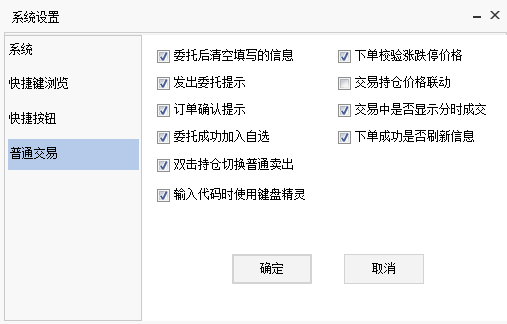 系统设置
系统
快捷键浏览
快捷按钮
普通交易
委托后清空填写的信息
下单校验涨跌停价格
发出委托提示
交易持仓价格联动
订单确认提示
交易中是否显示分时成交
委托成功加入自选
下单成功是否刷新信息
双击持仓切换普通卖出
输入代码时使用键盘精灵
确定
取消